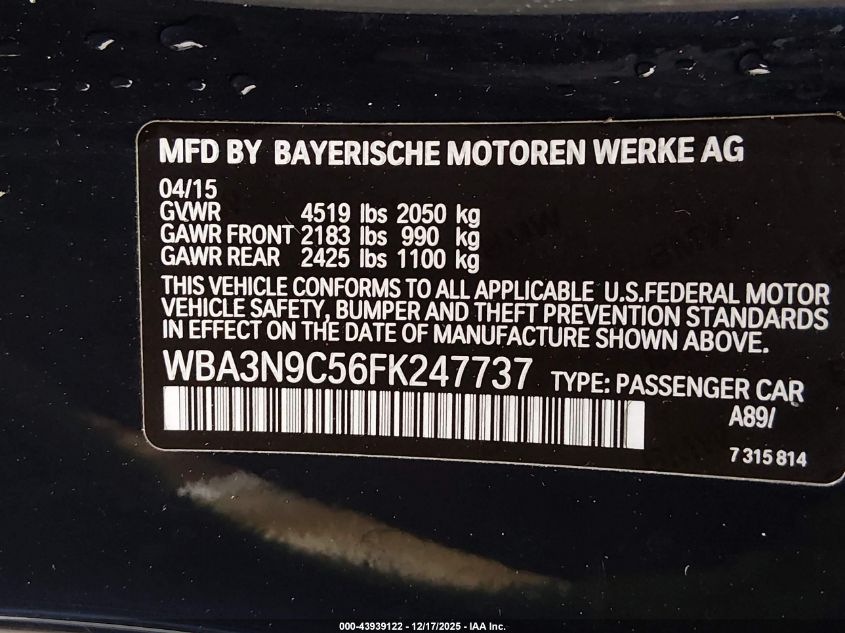 MFD BY BAYERISCHE MOTOREN WERKE AG
04/15
GVWR 4519 lbs 2050 kg
GAWR FRONT 2183 lbs 990 kg
GAWR REAR 2425 lbs 1100 kg
THIS VEHICLE CONFORMS TO ALL APPLICABLE U.S.FEDERAL MOTOR
VEHICLE SAFETY, BUMPER AND THEFT PREVENTION STANDARDS
IN EFFECT ON THE DATE OF MANUFACTURE SHOWN ABOVE.
WBA3N9C56FK247737 TYPE: PASSENGER CAR
A89/
7 315 814
000-43939122 - 12/17/2025 - IAA Inc.